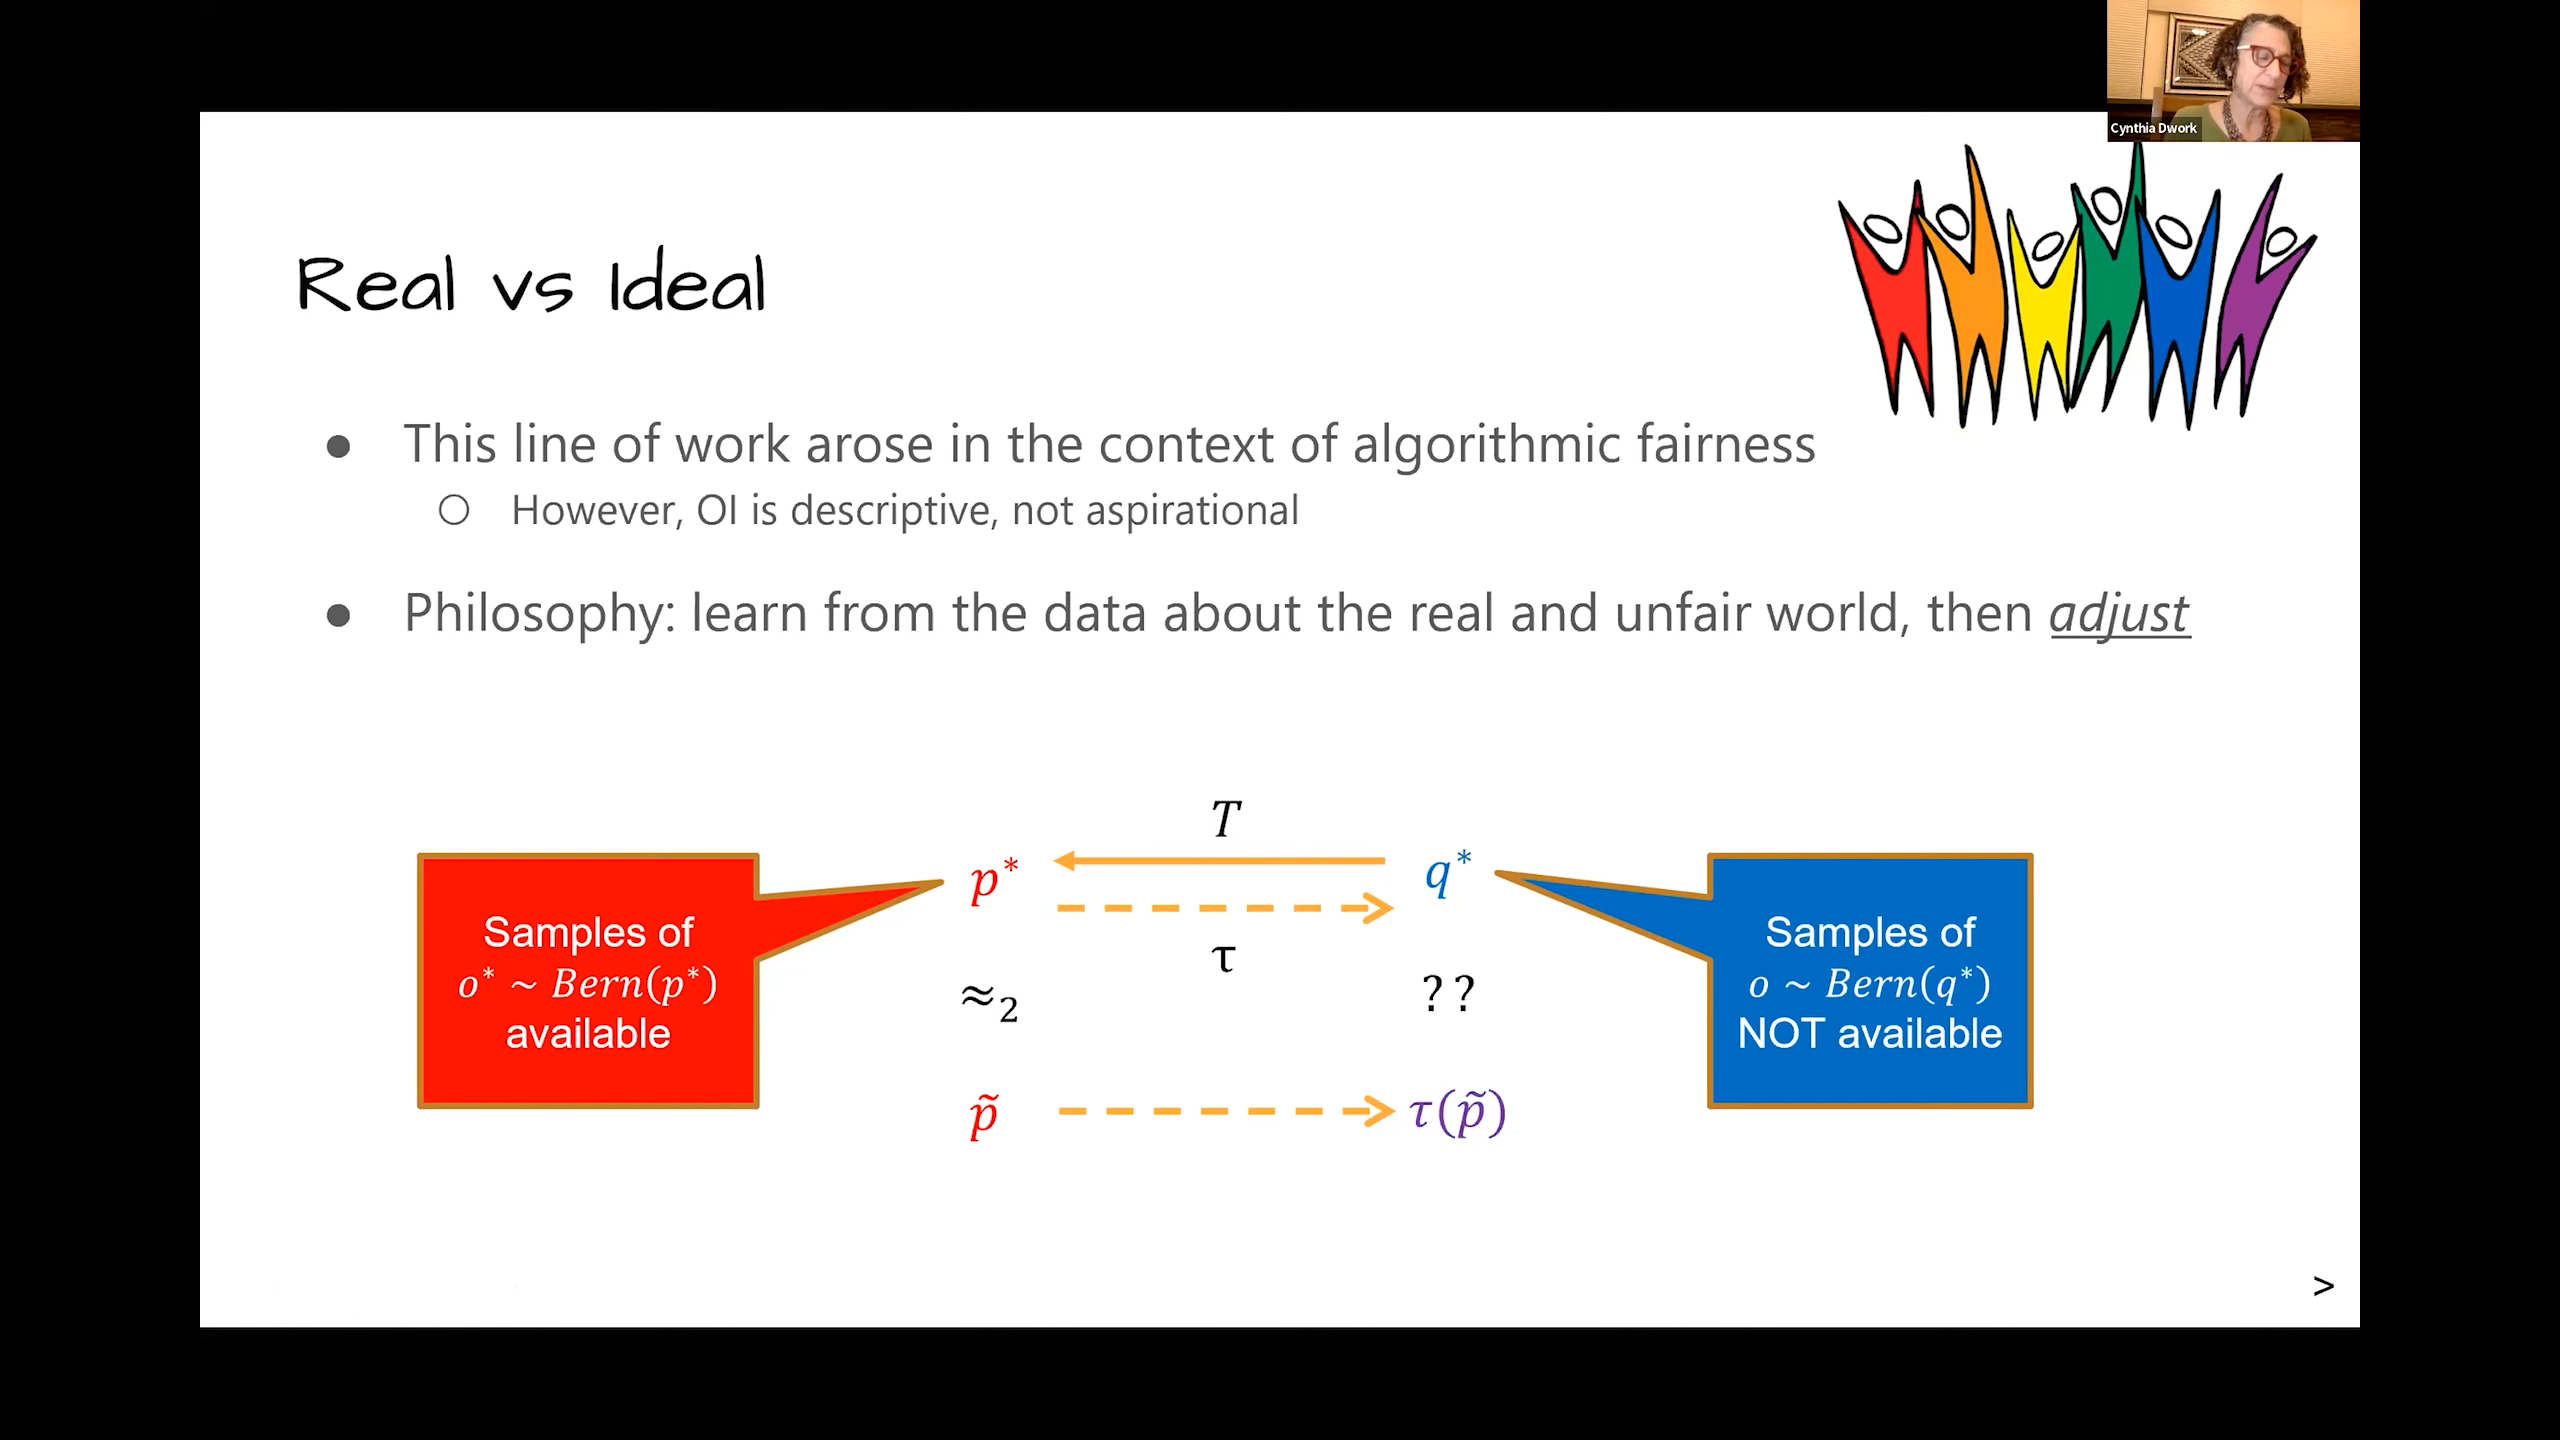 Cynthia Dwork
Real vs Ideal
● This line of work arose in the context of algorithmic fairness
○ However, OI is descriptive, not aspirational
● Philosophy: learn from the data about the real and unfair world, then adjust
T
p* q*
τ
Samples of
o* ~ Bern(p*)
available
≈₂ ??
Samples of
o ~ Bern(q*)
NOT available
p̃ τ(p̃)
>